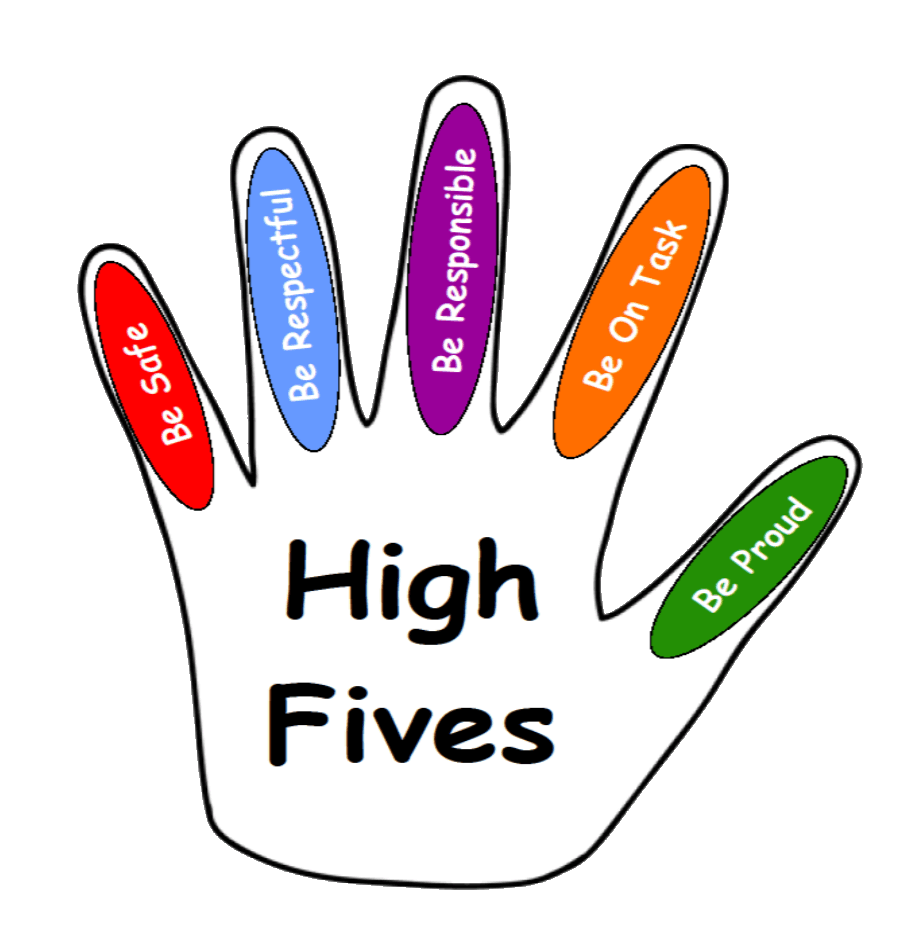 Be Safe
Be Respectful
Be Responsible
Be On Task
Be Proud
High
Fives